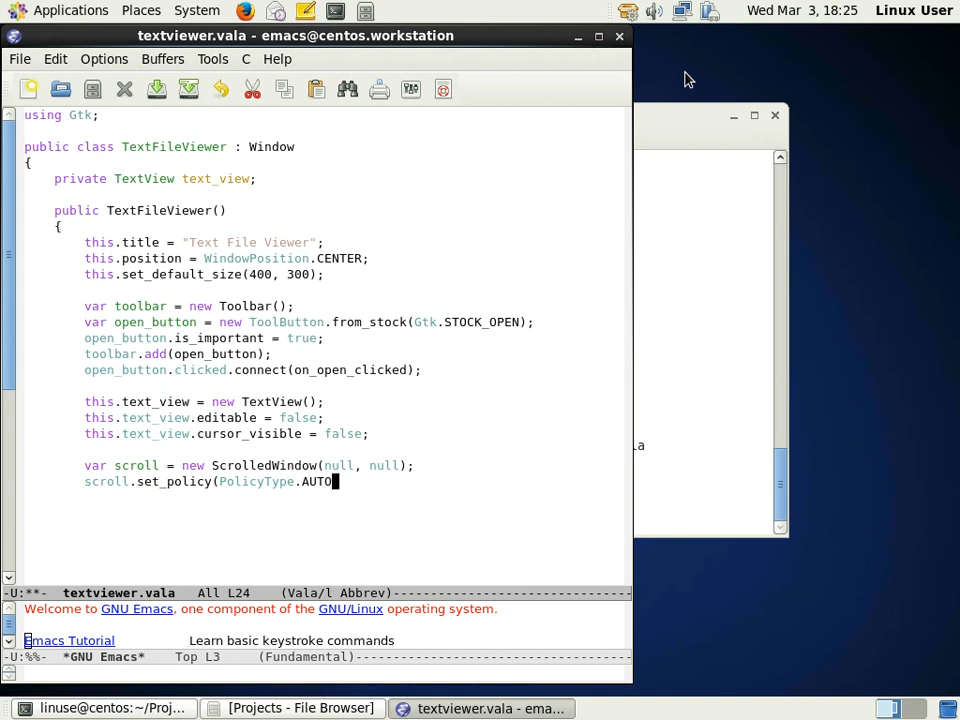 Applications Places System Wed Mar 3, 18:25 Linux User
textviewer.vala - emacs@centos.workstation
File Edit Options Buffers Tools C Help
using Gtk;
public class TextFileViewer : Window
{
private TextView text_view;
public TextFileViewer()
{
this.title = "Text File Viewer";
this.position = WindowPosition.CENTER;
this.set_default_size(400, 300);
var toolbar = new Toolbar();
var open_button = new ToolButton.from_stock(Gtk.STOCK_OPEN);
open_button.is_important = true;
toolbar.add(open_button);
open_button.clicked.connect(on_open_clicked);
this.text_view = new TextView();
this.text_view.editable = false;
this.text_view.cursor_visible = false;
var scroll = new ScrolledWindow(null, null);
scroll.set_policy(PolicyType.AUTO
-U:**- textviewer.vala All L24 (Vala/l Abbrev)-----------------------------------
Welcome to GNU Emacs, one component of the GNU/Linux operating system.
Emacs Tutorial Learn basic keystroke commands
-U:%%- *GNU Emacs* Top L3 (Fundamental)-----------------------------------
linuse@centos:~/Proj... [Projects - File Browser] textviewer.vala - ema...